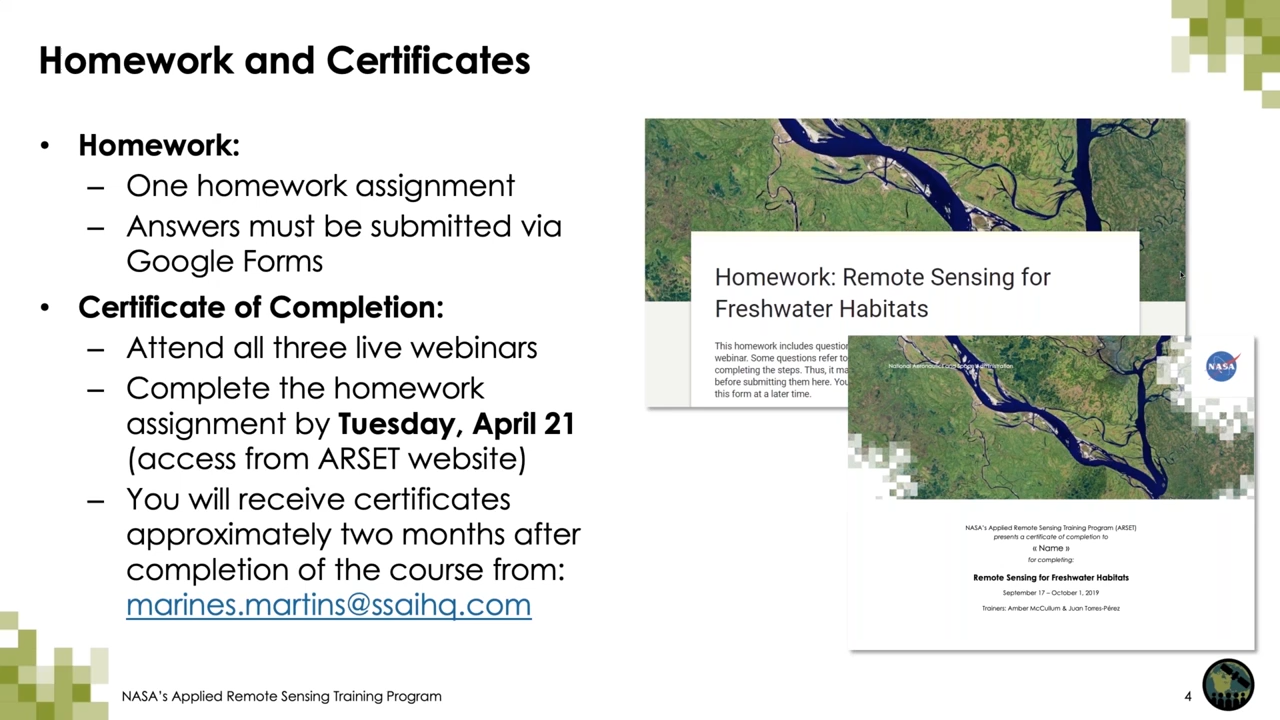 Homework and Certificates
• Homework:
– One homework assignment
– Answers must be submitted via
Google Forms
• Certificate of Completion:
– Attend all three live webinars
– Complete the homework
assignment by Tuesday, April 21
(access from ARSET website)
– You will receive certificates
approximately two months after
completion of the course from:
marines.martins@ssaihq.com
Homework: Remote Sensing for
Freshwater Habitats
This homework includes question
webinar. Some questions refer to
completing the steps. Thus, it ma
before submitting them here. You
this form at a later time.
National Aeronautics and Space Administration
NASA
NASA's Applied Remote Sensing Training Program (ARSET)
presents a certificate of completion to
« Name »
for completing:
Remote Sensing for Freshwater Habitats
September 17 – October 1, 2019
Trainers: Amber McCullum & Juan Torres-Pérez
NASA's Applied Remote Sensing Training Program
4